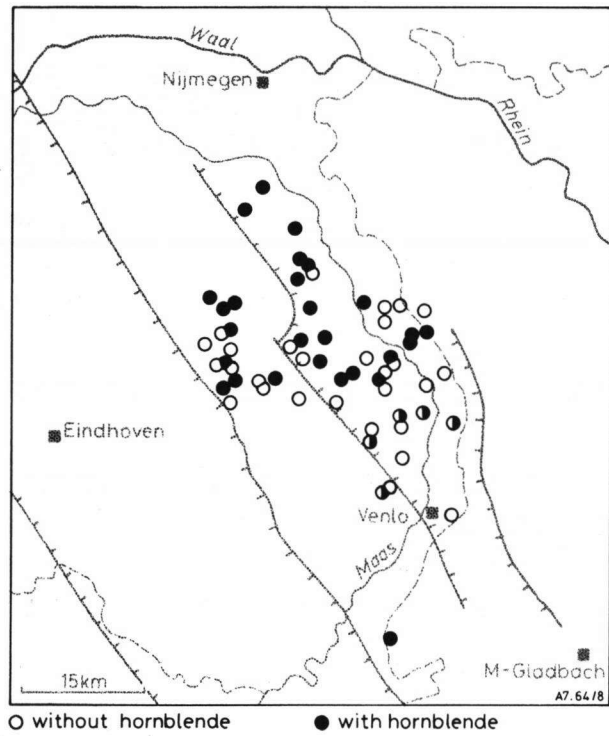 Waal
Nijmegen
Rhein
Eindhoven
Venlo
Maas
15km
M-Gladbach
A7.64/8
without hornblende
with hornblende